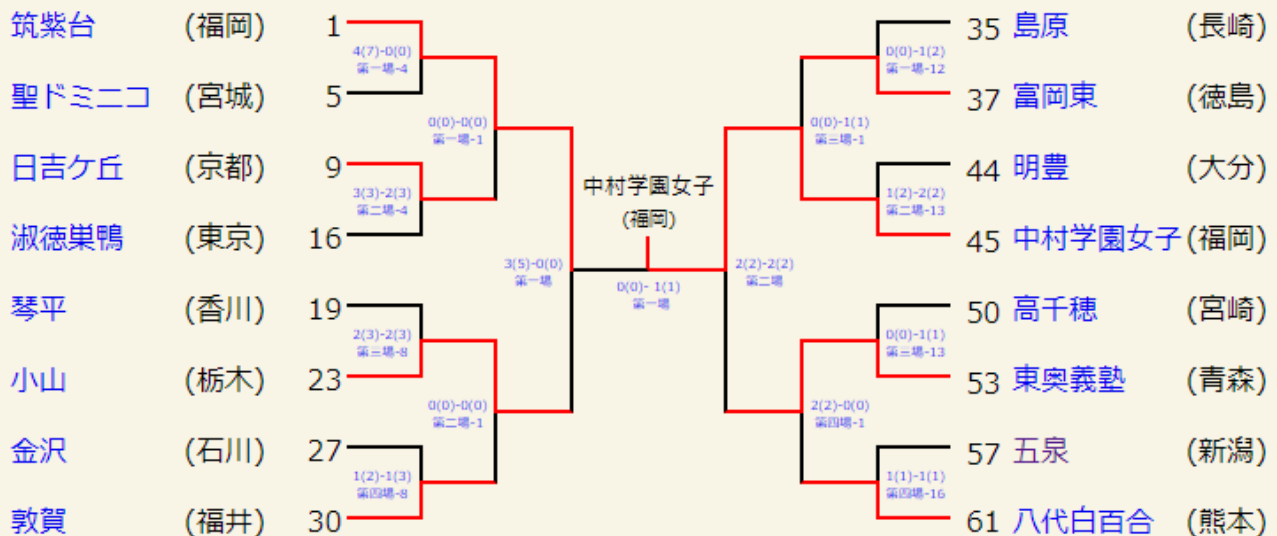 筑紫台 (福岡) 1
4(7)-0(0)
第一場-4
聖ドミニコ (宮城) 5
0(0)-0(0)
第一場-1
日吉ケ丘 (京都) 9
3(3)-2(3)
第二場-4
淑徳巣鴨 (東京) 16
3(5)-0(0)
第一場
琴平 (香川) 19
2(3)-2(3)
第三場-8
小山 (栃木) 23
0(0)-0(0)
第二場-1
金沢 (石川) 27
1(2)-1(3)
第四場-8
敦賀 (福井) 30
中村学園女子
(福岡)
0(0)- 1(1)
第一場
35 島原 (長崎)
0(0)-1(2)
第一場-12
37 富岡東 (徳島)
0(0)-1(1)
第三場-1
44 明豊 (大分)
1(2)-2(2)
第二場-13
45 中村学園女子 (福岡)
2(2)-2(2)
第二場
50 高千穂 (宮崎)
0(0)-1(1)
第三場-13
53 東奥義塾 (青森)
2(2)-0(0)
第四場-1
57 五泉 (新潟)
1(1)-1(1)
第四場-16
61 八代白百合 (熊本)